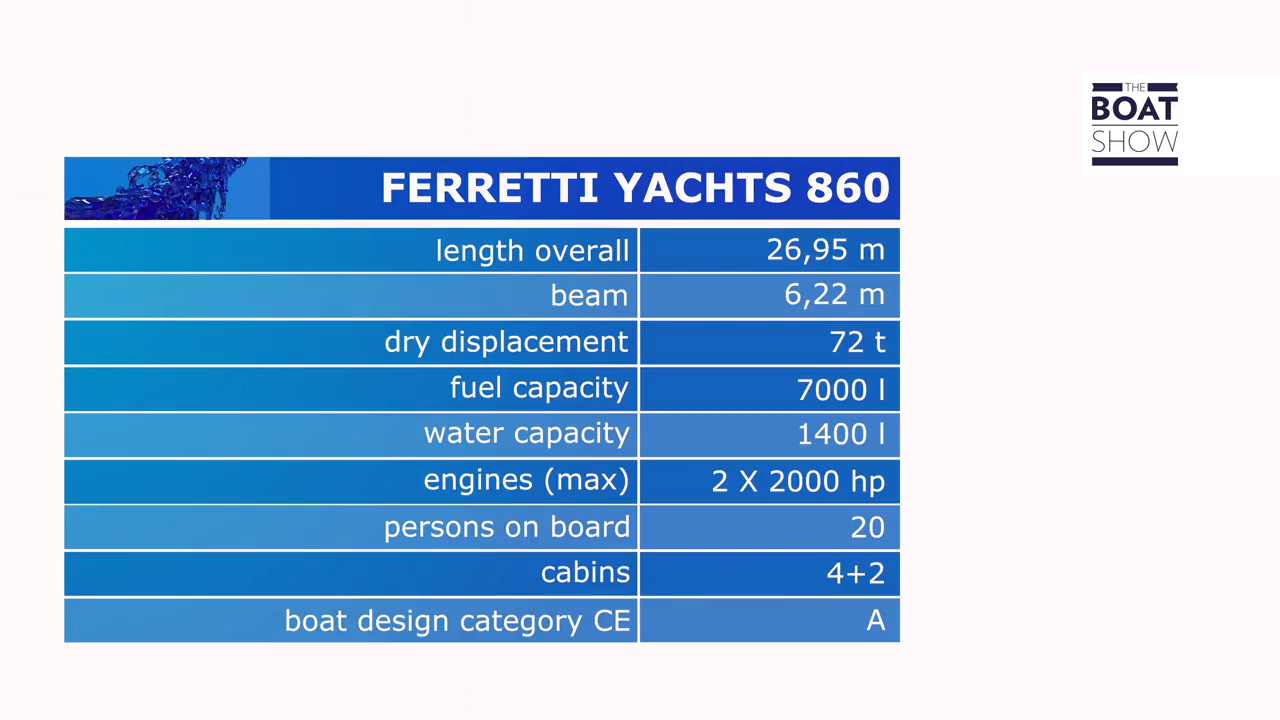 THE
BOAT
SHOW
FERRETTI YACHTS 860
length overall 26,95 m
beam 6,22 m
dry displacement 72 t
fuel capacity 7000 l
water capacity 1400 l
engines (max) 2 X 2000 hp
persons on board 20
cabins 4+2
boat design category CE A